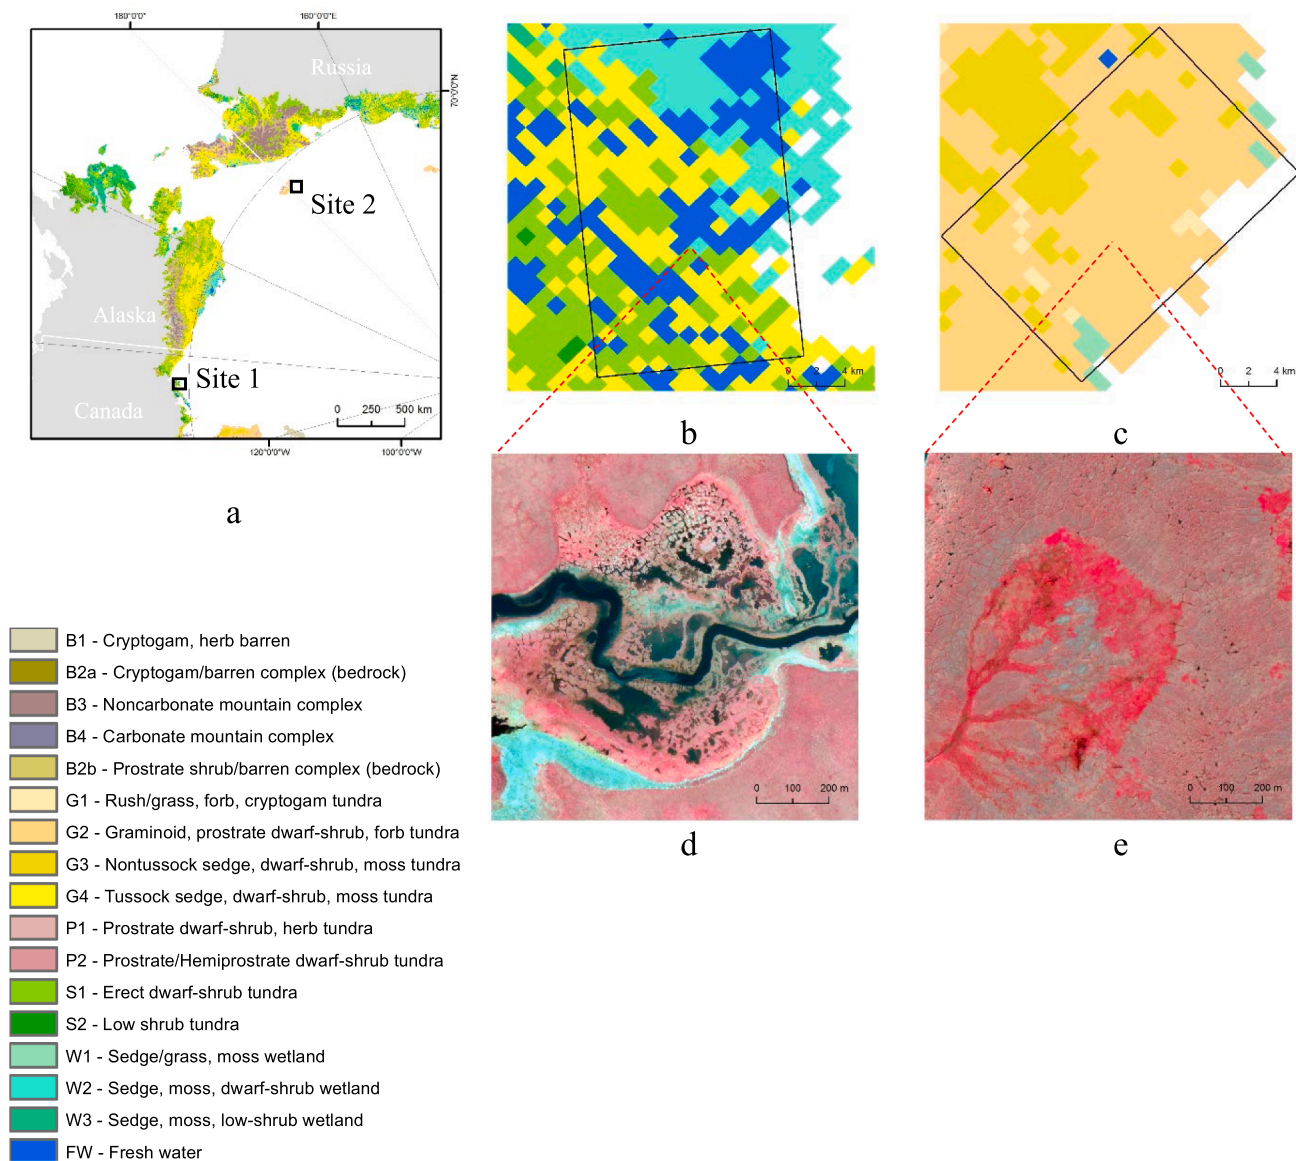 180°0'0"
160°0'0"E
Russia
70°0'0"N
Site 2
Alaska
Site 1
Canada
0 250 500 km
120°0'0"W
100°0'0"W
a
0 2 4 km
b
0 2 4 km
c
0 100 200 m
d
0 100 200 m
e
B1 - Cryptogam, herb barren
B2a - Cryptogam/barren complex (bedrock)
B3 - Noncarbonate mountain complex
B4 - Carbonate mountain complex
B2b - Prostrate shrub/barren complex (bedrock)
G1 - Rush/grass, forb, cryptogam tundra
G2 - Graminoid, prostrate dwarf-shrub, forb tundra
G3 - Nontussock sedge, dwarf-shrub, moss tundra
G4 - Tussock sedge, dwarf-shrub, moss tundra
P1 - Prostrate dwarf-shrub, herb tundra
P2 - Prostrate/Hemiprostrate dwarf-shrub tundra
S1 - Erect dwarf-shrub tundra
S2 - Low shrub tundra
W1 - Sedge/grass, moss wetland
W2 - Sedge, moss, dwarf-shrub wetland
W3 - Sedge, moss, low-shrub wetland
FW - Fresh water